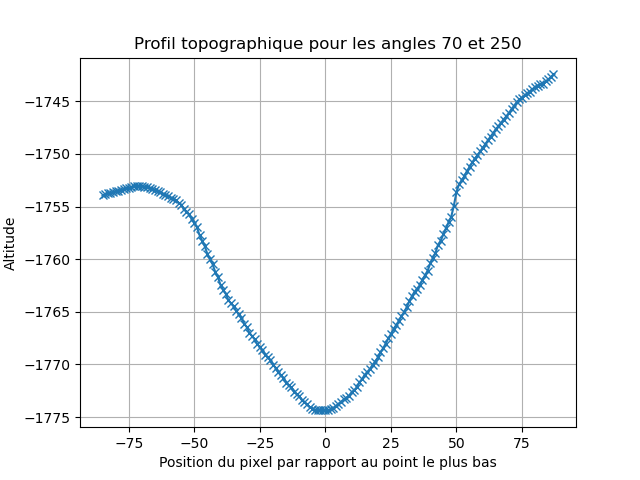 Profil topographique pour les angles 70 et 250
Altitude
−1745
−1750
−1755
−1760
−1765
−1770
−1775
−75 −50 −25 0 25 50 75
Position du pixel par rapport au point le plus bas